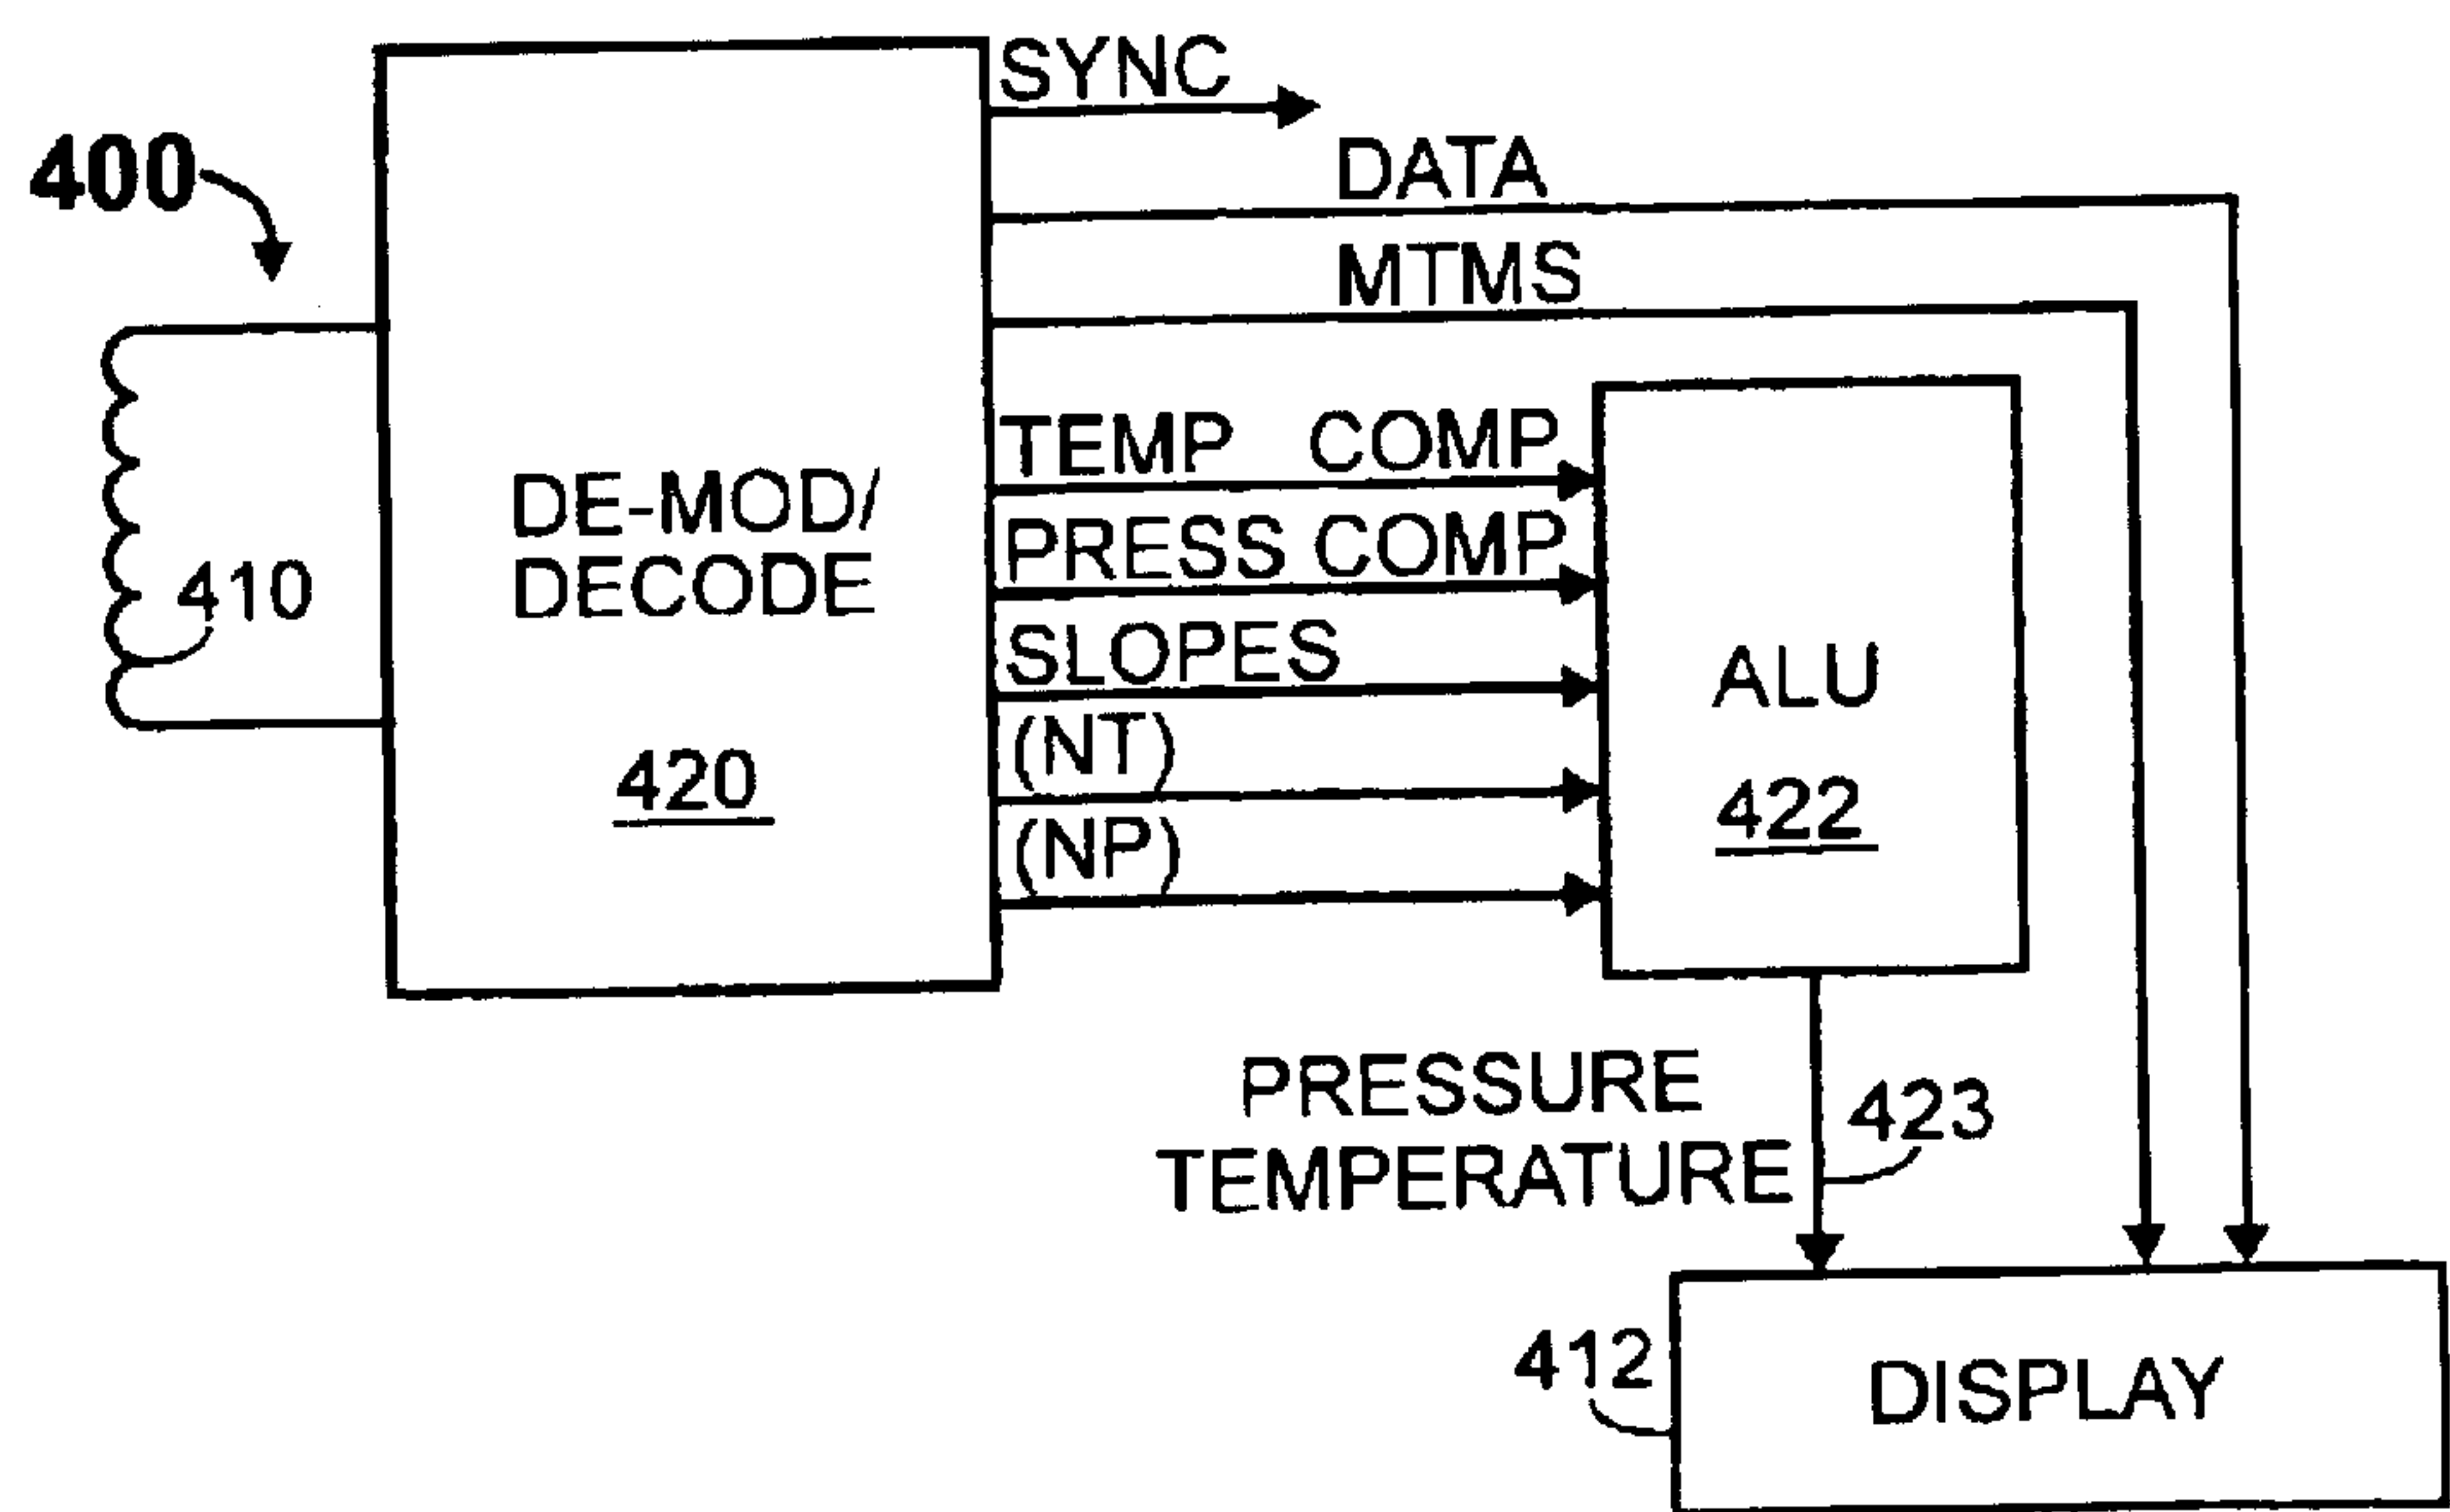 SYNC
400
DATA
MTMS
TEMP COMP
DE-MOD/
DECODE
420
410
PRESS COMP
SLOPES
(NT)
(NP)
ALU
422
PRESSURE
TEMPERATURE
423
412
DISPLAY